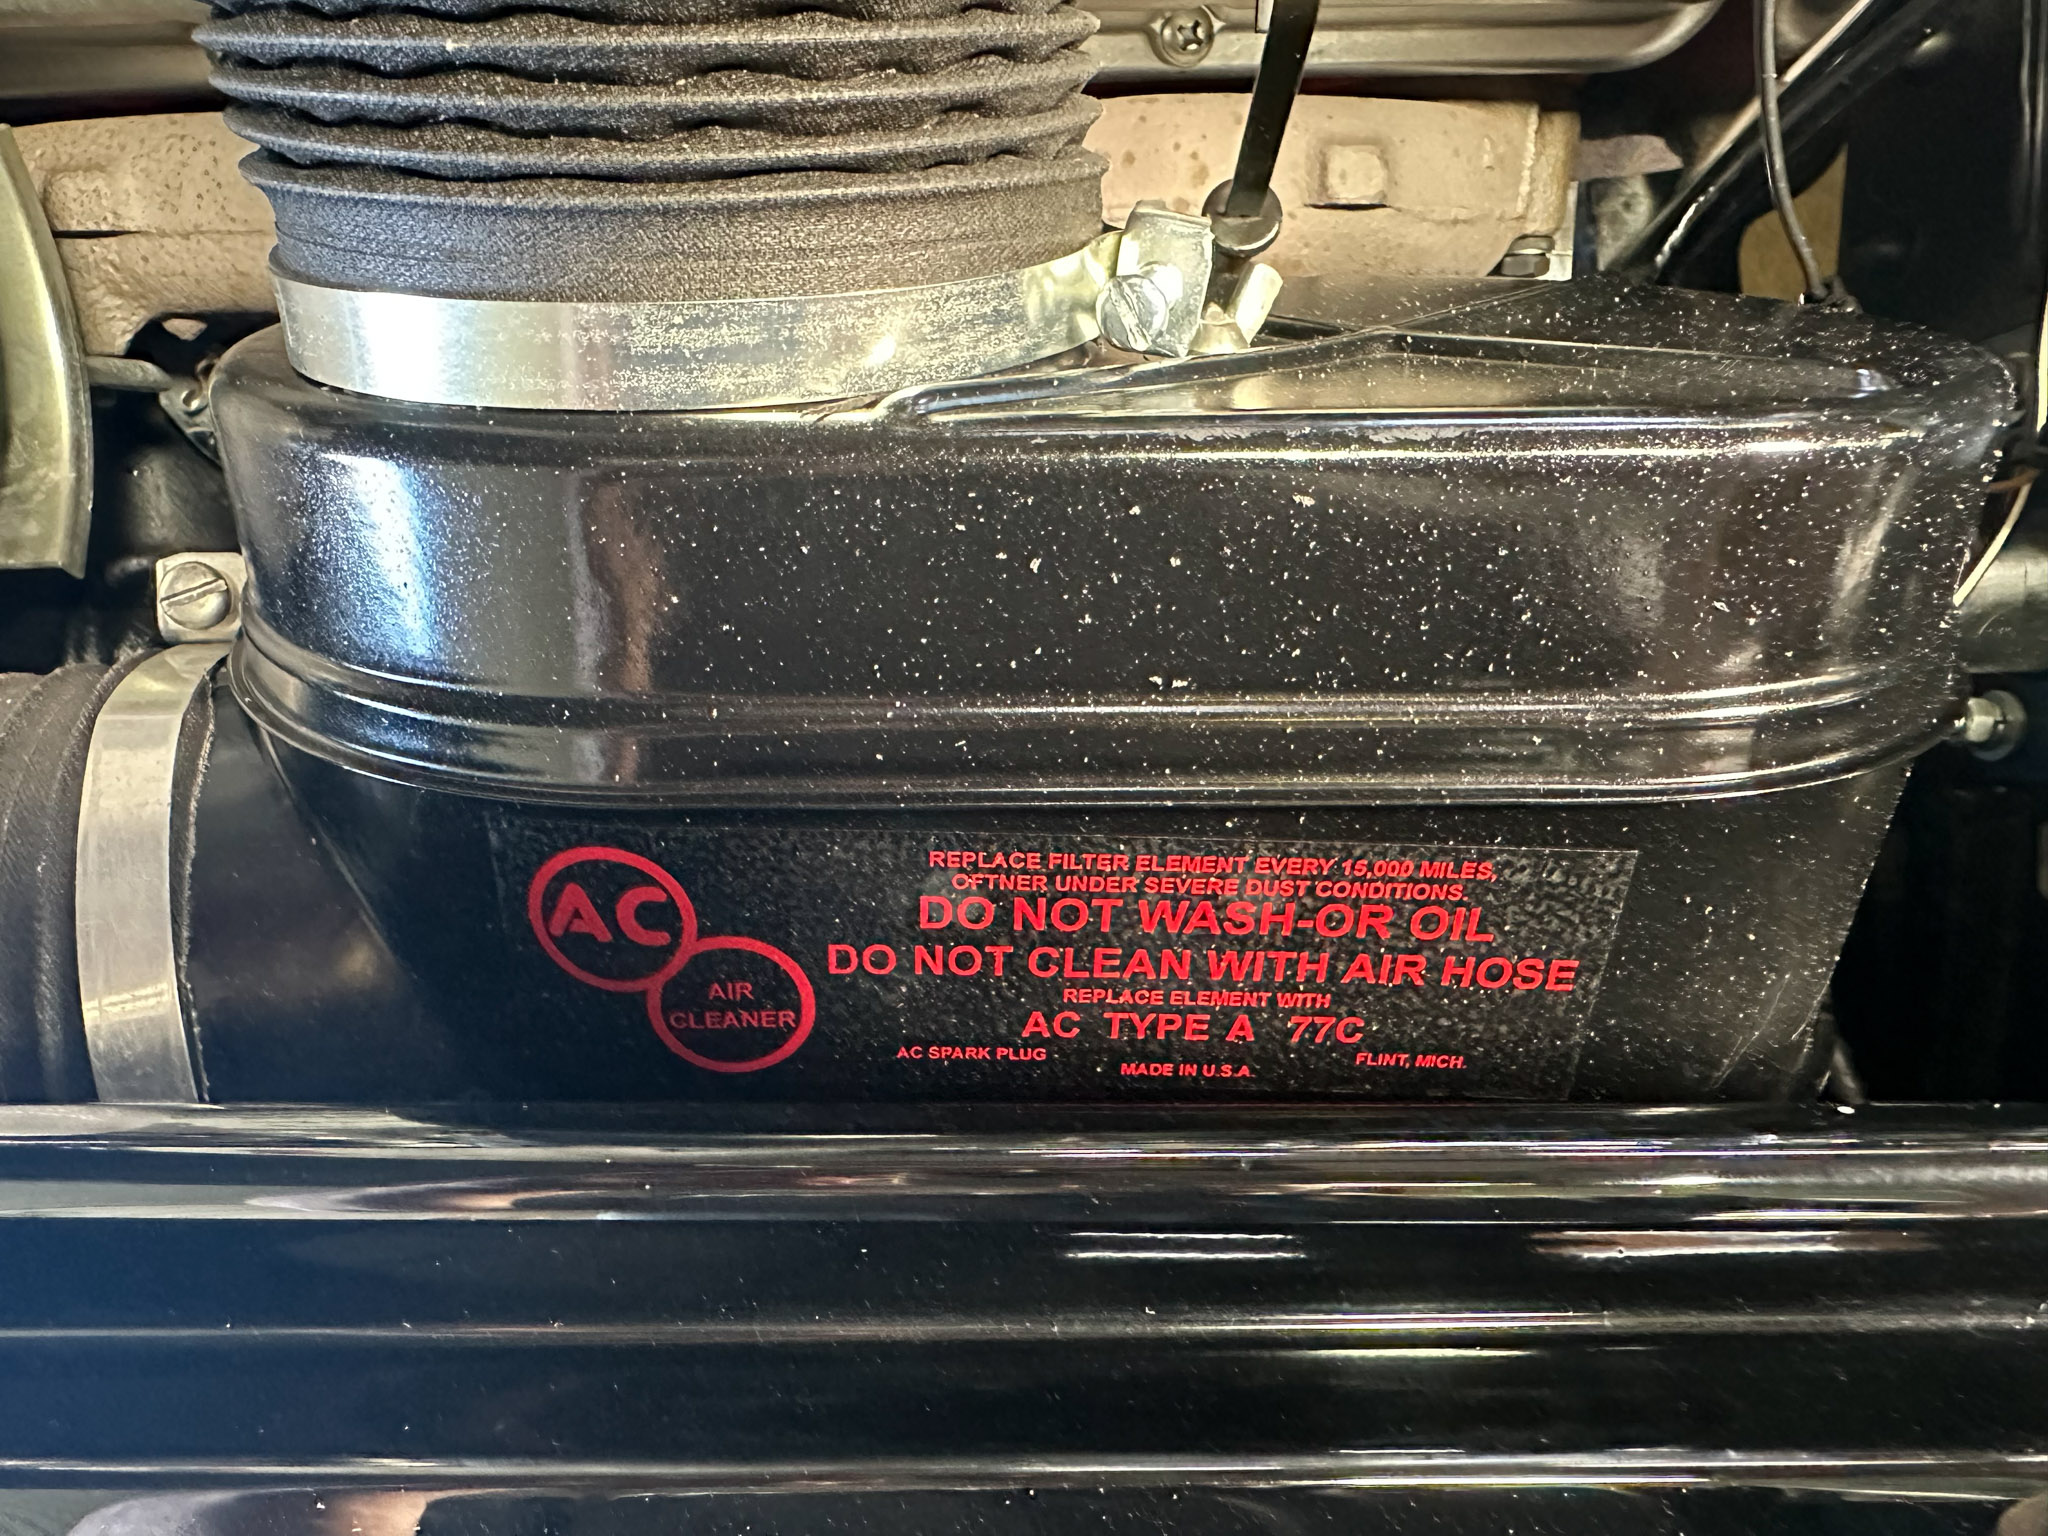 AC
AIR
CLEANER
REPLACE FILTER ELEMENT EVERY 15,000 MILES,
OFTNER UNDER SEVERE DUST CONDITIONS.
DO NOT WASH-OR OIL
DO NOT CLEAN WITH AIR HOSE
REPLACE ELEMENT WITH
AC TYPE A 77C
AC SPARK PLUG FLINT, MICH.
MADE IN U.S.A.